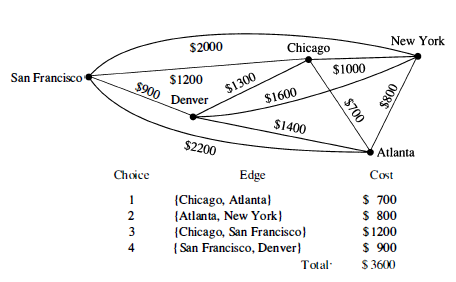 $2000
Chicago
New York
San Francisco
$1200
$1300
$1000
$900
Denver
$1600
$700
$800
$1400
$2200
Atlanta
Choice Edge Cost
1 {Chicago, Atlanta} $ 700
2 {Atlanta, New York} $ 800
3 {Chicago, San Francisco} $1200
4 {San Francisco, Denver} $ 900
Total: $3600